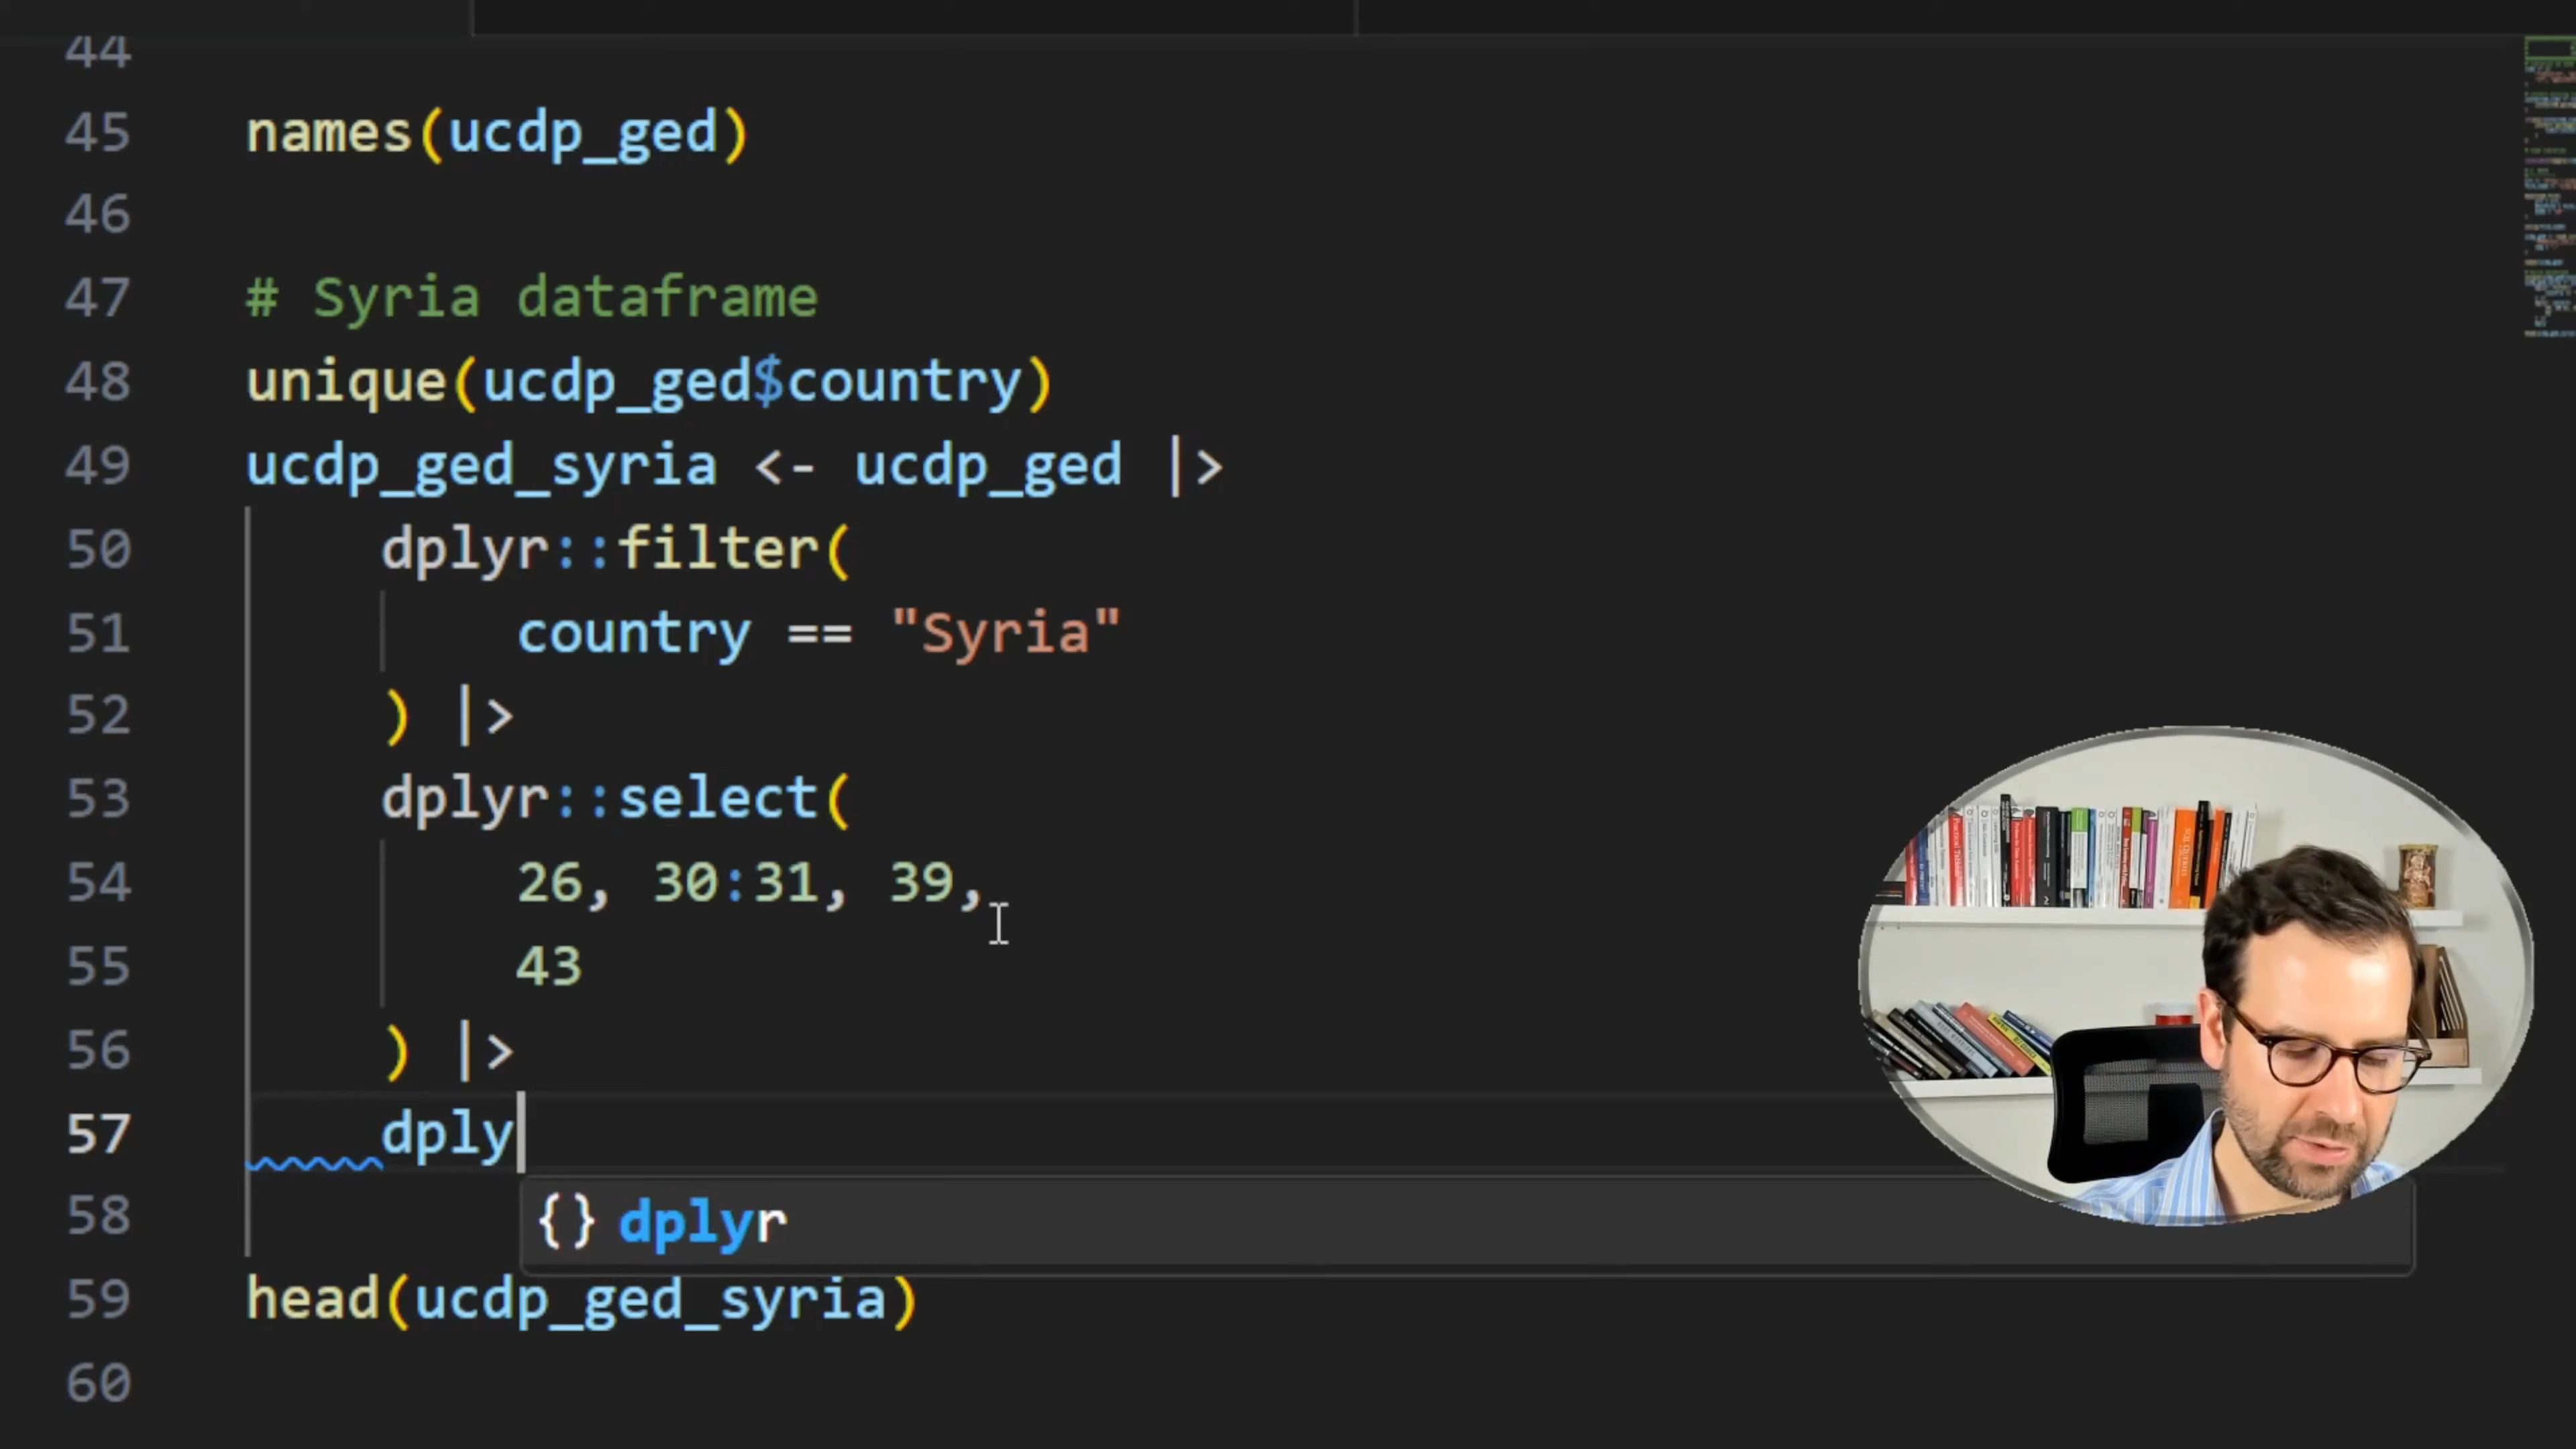 44
45 names(ucdp_ged)
46
47 # Syria dataframe
48 unique(ucdp_ged$country)
49 ucdp_ged_syria <- ucdp_ged |>
50 dplyr::filter(
51 country == "Syria"
52 ) |>
53 dplyr::select(
54 26, 30:31, 39,
55 43
56 ) |>
57 dply
58 {} dplyr
59 head(ucdp_ged_syria)
60